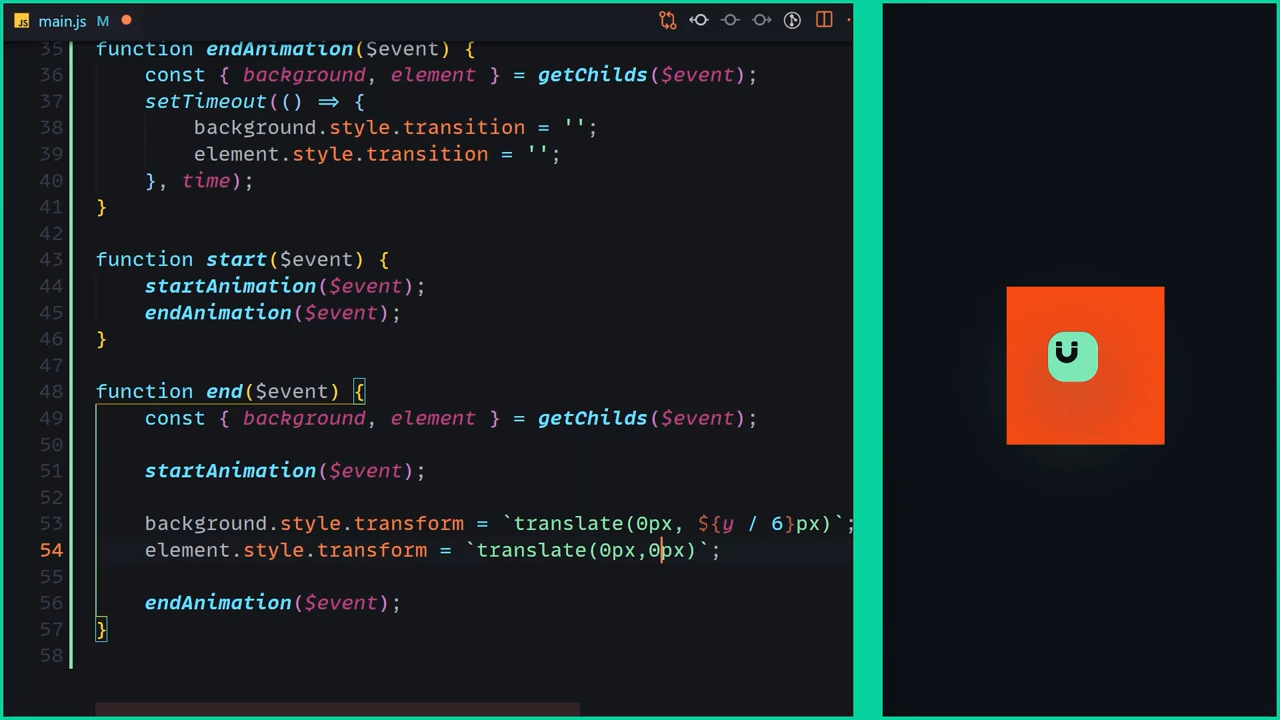 JS main.js M
35 function endAnimation($event) {
36 const { background, element } = getChilds($event);
37 setTimeout(() => {
38 background.style.transition = '';
39 element.style.transition = '';
40 }, time);
41 }
42
43 function start($event) {
44 startAnimation($event);
45 endAnimation($event);
46 }
47
48 function end($event) {
49 const { background, element } = getChilds($event);
50
51 startAnimation($event);
52
53 background.style.transform = `translate(0px, ${y / 6}px)`;
54 element.style.transform = `translate(0px,0px)`;
55
56 endAnimation($event);
57 }
58